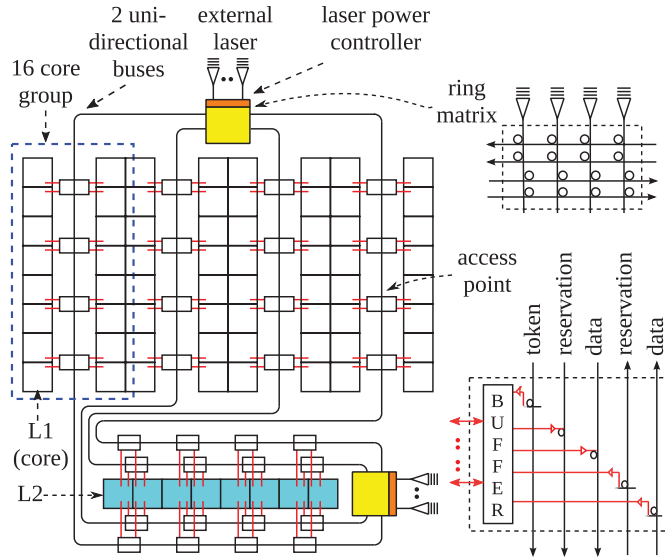 2 uni-
directional
buses
external
laser
laser power
controller
16 core
group
ring
matrix
access
point
token
reservation
data
reservation
data
L1
(core)
L2
B
U
F
F
E
R